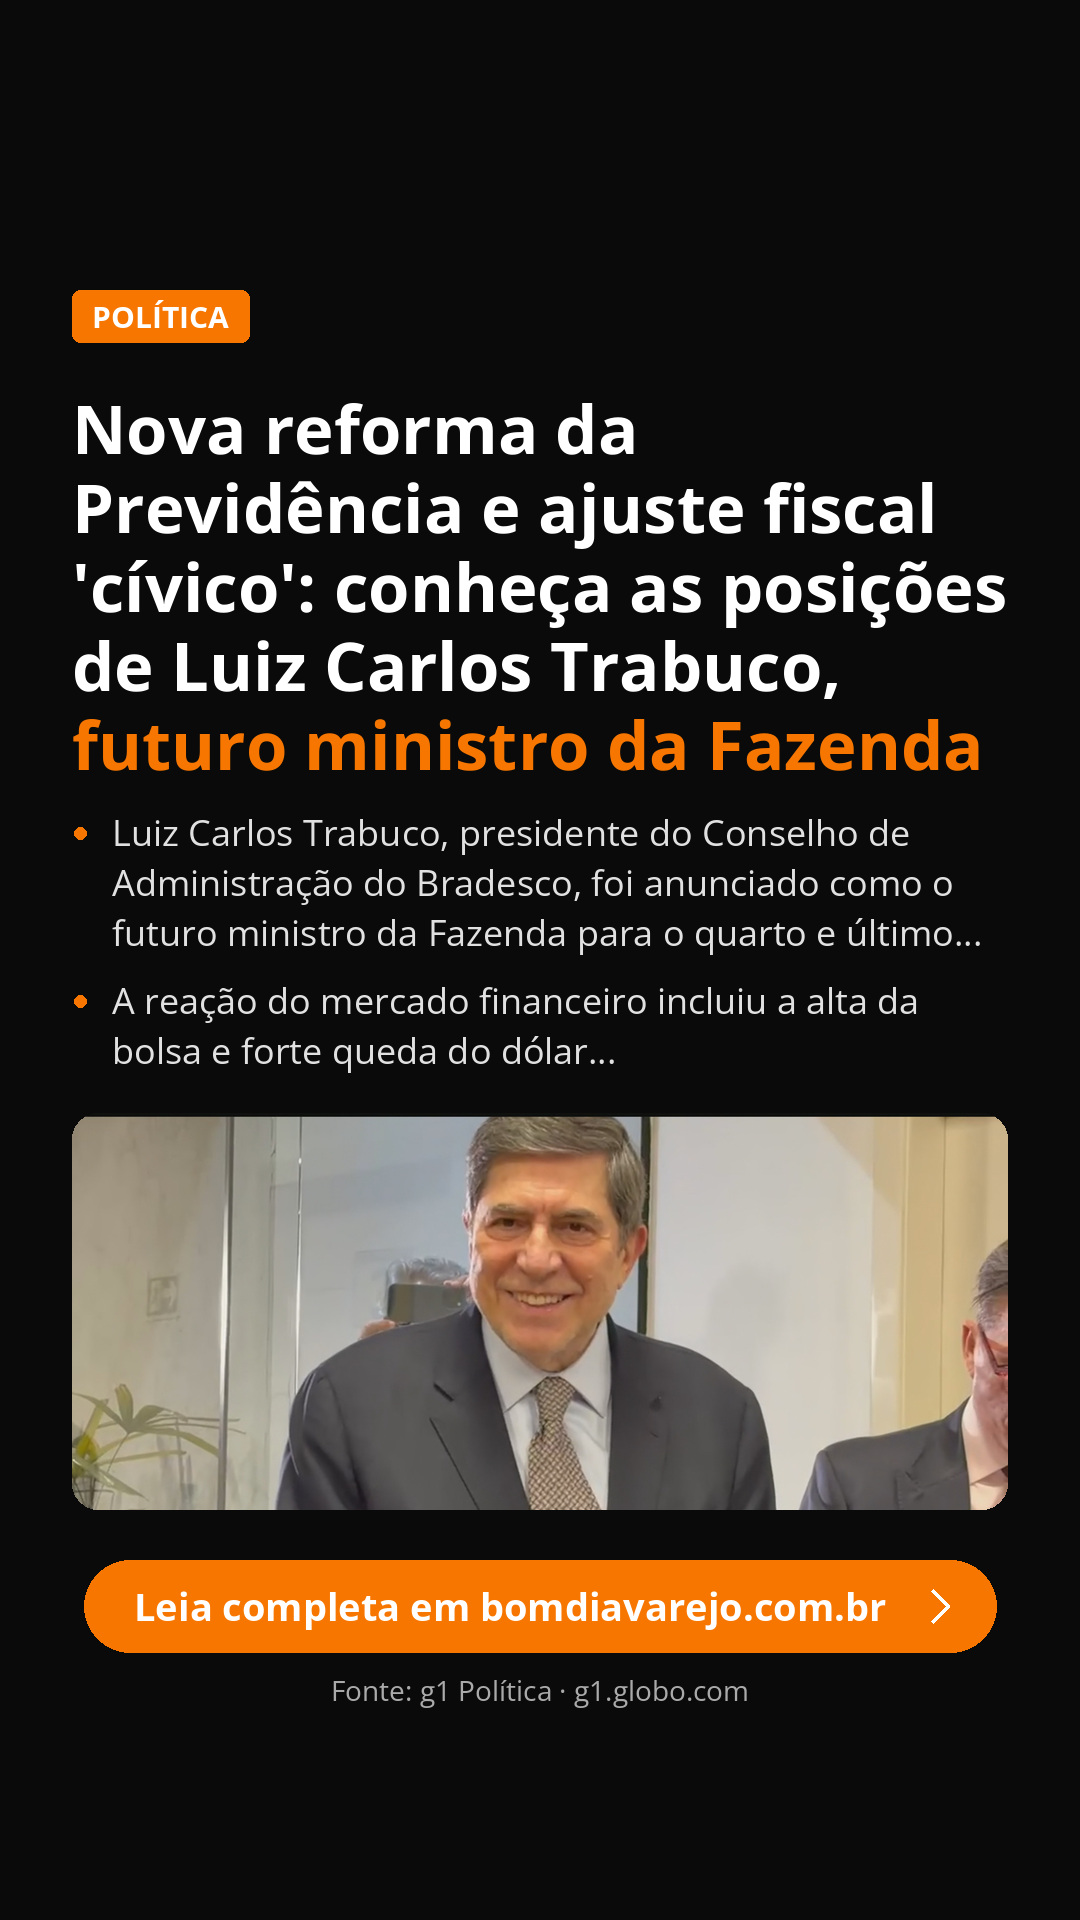 POLÍTICA
Nova reforma da
Previdência e ajuste fiscal
'cívico': conheça as posições
de Luiz Carlos Trabuco,
futuro ministro da Fazenda
• Luiz Carlos Trabuco, presidente do Conselho de
Administração do Bradesco, foi anunciado como o
futuro ministro da Fazenda para o quarto e último...
• A reação do mercado financeiro incluiu a alta da
bolsa e forte queda do dólar...
Leia completa em bomdiavarejo.com.br
Fonte: g1 Política · g1.globo.com